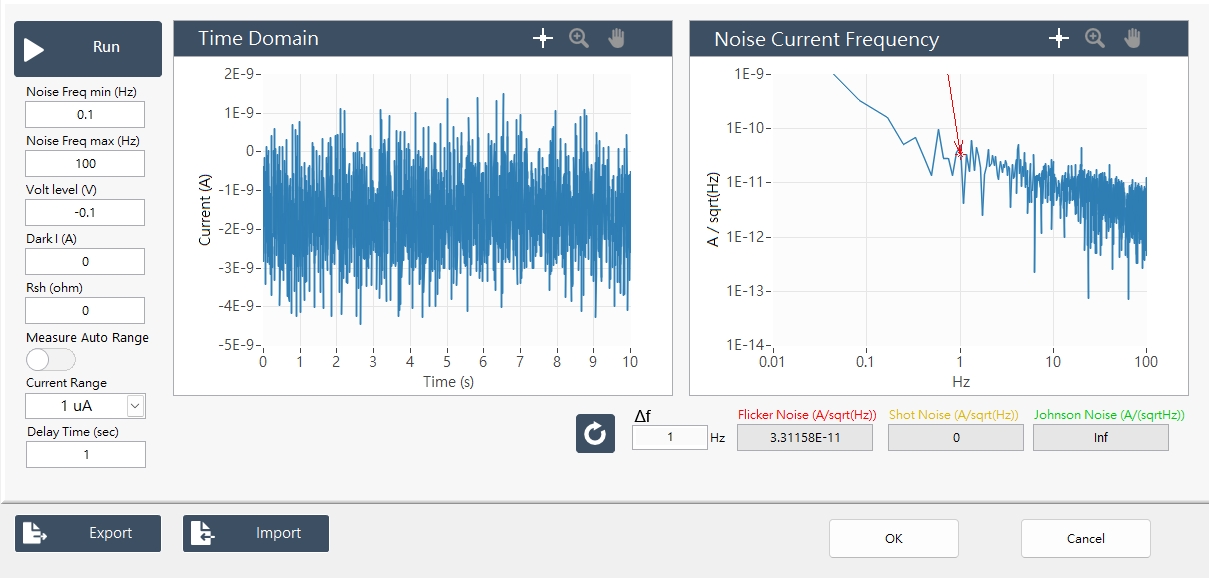 Run
Noise Freq min (Hz)
0.1
Noise Freq max (Hz)
100
Volt level (V)
-0.1
Dark I (A)
0
Rsh (ohm)
0
Measure Auto Range
Current Range
1 uA
Delay Time (sec)
1
Time Domain
2E-9
1E-9
0
-1E-9
-2E-9
-3E-9
-4E-9
-5E-9
Current (A)
0 1 2 3 4 5 6 7 8 9 10
Time (s)
Noise Current Frequency
1E-9
1E-10
1E-11
1E-12
1E-13
1E-14
A / sqrt(Hz)
0.01 0.1 1 10 100
Hz
Δf
1 Hz
Flicker Noise (A/sqrt(Hz))
3.31158E-11
Shot Noise (A/sqrt(Hz))
0
Johnson Noise (A/(sqrtHz))
Inf
Export
Import
OK
Cancel